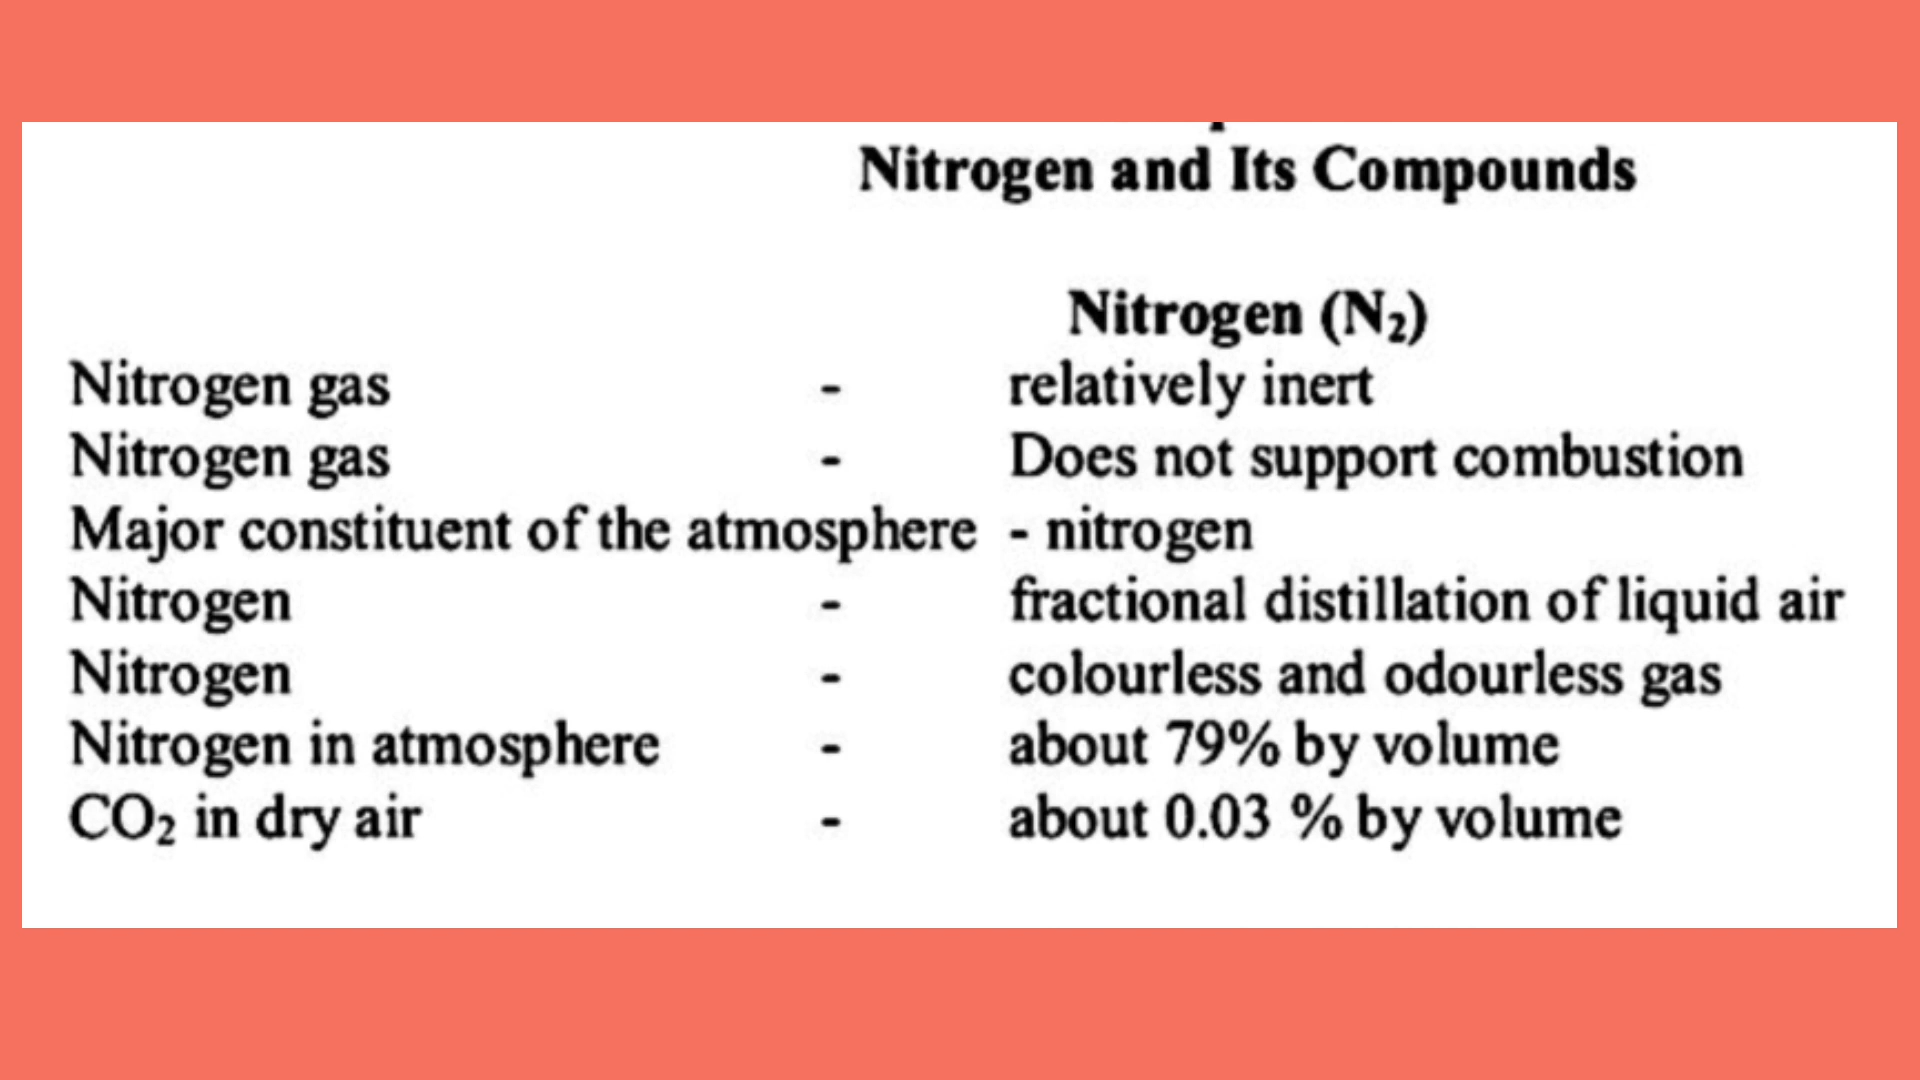 Nitrogen and Its Compounds
Nitrogen (N₂)
Nitrogen gas - relatively inert
Nitrogen gas - Does not support combustion
Major constituent of the atmosphere - nitrogen
Nitrogen - fractional distillation of liquid air
Nitrogen - colourless and odourless gas
Nitrogen in atmosphere - about 79% by volume
CO₂ in dry air - about 0.03 % by volume